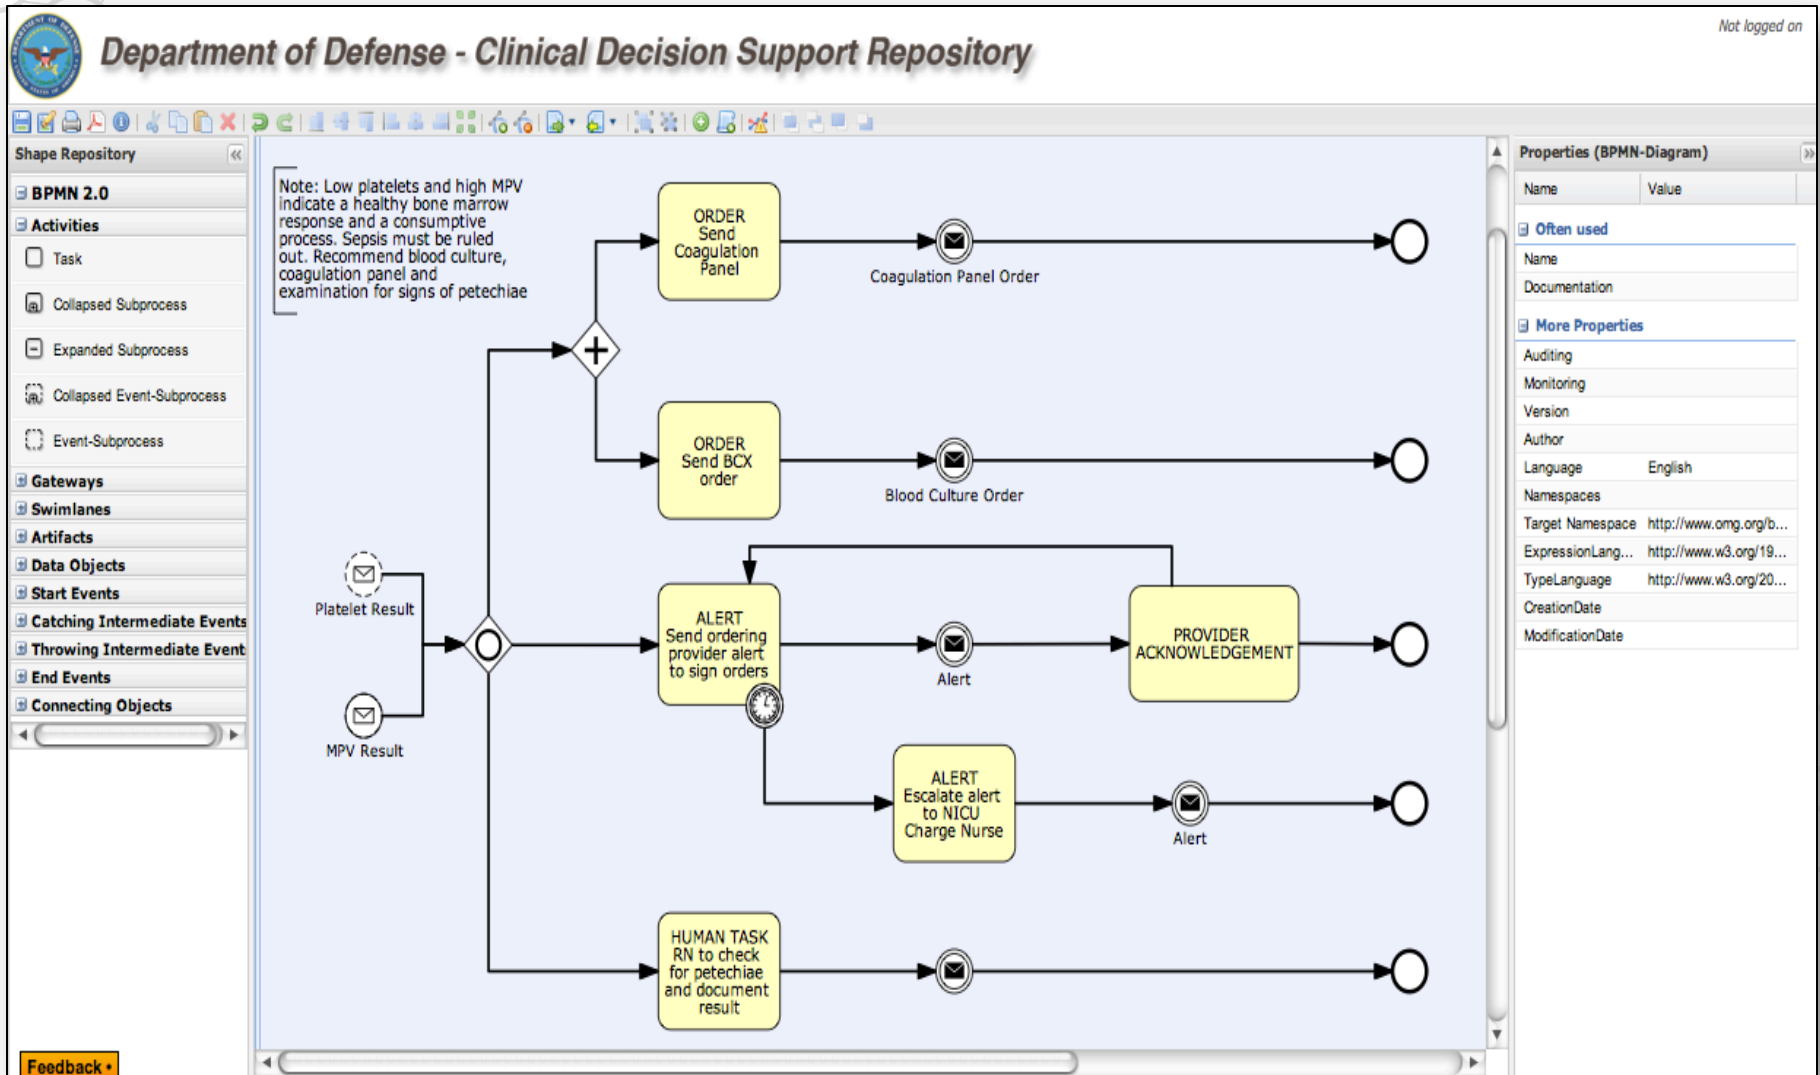 Not logged on
Department of Defense - Clinical Decision Support Repository
Shape Repository
BPMN 2.0
Activities
Task
Collapsed Subprocess
Expanded Subprocess
Collapsed Event-Subprocess
Event-Subprocess
Gateways
Swimlanes
Artifacts
Data Objects
Start Events
Catching Intermediate Events
Throwing Intermediate Event
End Events
Connecting Objects
Feedback •
Note: Low platelets and high MPV
indicate a healthy bone marrow
response and a consumptive
process. Sepsis must be ruled
out. Recommend blood culture,
coagulation panel and
examination for signs of petechiae
ORDER
Send
Coagulation
Panel
Coagulation Panel Order
ORDER
Send BCX
order
Blood Culture Order
Platelet Result
MPV Result
ALERT
Send ordering
provider alert
to sign orders
Alert
PROVIDER
ACKNOWLEDGEMENT
ALERT
Escalate alert
to NICU
Charge Nurse
Alert
HUMAN TASK
RN to check
for petechiae
and document
result
Properties (BPMN-Diagram)
Name Value
Often used
Name
Documentation
More Properties
Auditing
Monitoring
Version
Author
Language English
Namespaces
Target Namespace http://www.omg.org/b...
ExpressionLang... http://www.w3.org/19...
TypeLanguage http://www.w3.org/20...
CreationDate
ModificationDate